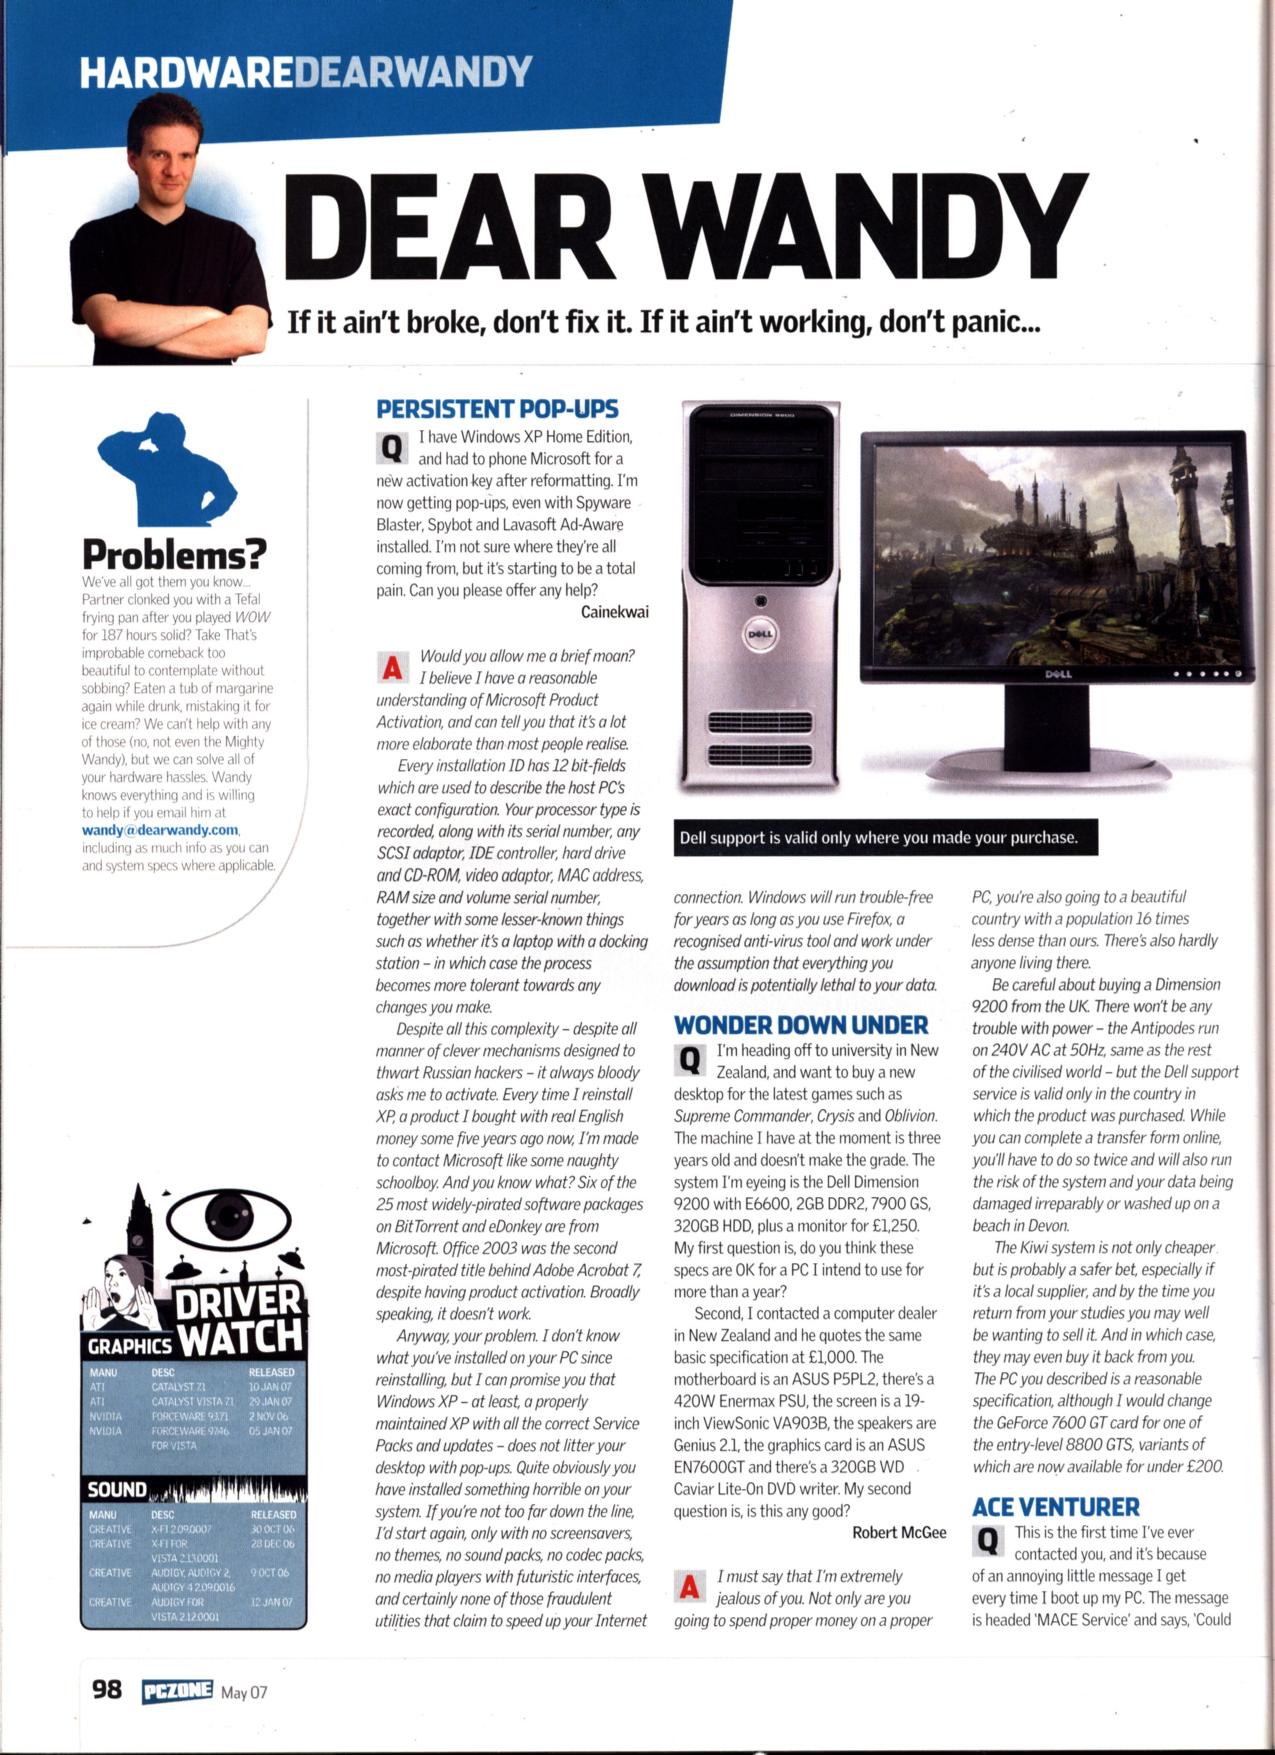 HARDWAREDEARWANDY
DEAR WANDY
If it ain't broke, don't fix it. If it ain't working, don't panic...
Problems?
We've all got them you know...
Partner clonked you with a Tefal
frying pan after you played WOW
for 187 hours solid? Take That's
improbable comeback too
beautiful to contemplate without
sobbing? Eaten a tub of margarine
again while drunk, mistaking it for
ice cream? We can't help with any
of those (no, not even the Mighty
Wandy), but we can solve all of
your hardware hassles. Wandy
knows everything and is willing
to help if you email him at
wandy@dearwandy.com,
including as much info as you can
and system specs where applicable.
DRIVER
WATCH
GRAPHICS
MANU DESC RELEASED
ATI CATALYST 7.1 10 JAN 07
ATI CATALYST VISTA 7.1 29 JAN 07
NVIDIA FORCEWARE 93.71 2 NOV 06
NVIDIA FORCEWARE 97.46 05 JAN 07
FOR VISTA
SOUND
MANU DESC RELEASED
CREATIVE X-FI 2.09.0007 30 OCT 06
CREATIVE X-FI FOR 28 DEC 06
VISTA 2.13.0001
CREATIVE AUDIGY, AUDIGY 2, 9 OCT 06
AUDIGY 4 2.09.0016
CREATIVE AUDIGY FOR 12 JAN 07
VISTA 2.12.0001
PERSISTENT POP-UPS
Q I have Windows XP Home Edition,
and had to phone Microsoft for a
new activation key after reformatting. I'm
now getting pop-ups, even with Spyware
Blaster, Spybot and Lavasoft Ad-Aware
installed. I'm not sure where they're all
coming from, but it's starting to be a total
pain. Can you please offer any help?
Cainekwai
A Would you allow me a brief moan?
I believe I have a reasonable
understanding of Microsoft Product
Activation, and can tell you that it's a lot
more elaborate than most people realise.
Every installation ID has 12 bit-fields
which are used to describe the host PC's
exact configuration. Your processor type is
recorded, along with its serial number, any
SCSI adaptor, IDE controller, hard drive
and CD-ROM, video adaptor, MAC address,
RAM size and volume serial number,
together with some lesser-known things
such as whether it's a laptop with a docking
station – in which case the process
becomes more tolerant towards any
changes you make.
Despite all this complexity – despite all
manner of clever mechanisms designed to
thwart Russian hackers – it always bloody
asks me to activate. Every time I reinstall
XP, a product I bought with real English
money some five years ago now, I'm made
to contact Microsoft like some naughty
schoolboy. And you know what? Six of the
25 most widely-pirated software packages
on BitTorrent and eDonkey are from
Microsoft. Office 2003 was the second
most-pirated title behind Adobe Acrobat 7,
despite having product activation. Broadly
speaking, it doesn't work.
Anyway, your problem. I don't know
what you've installed on your PC since
reinstalling, but I can promise you that
Windows XP – at least, a properly
maintained XP with all the correct Service
Packs and updates – does not litter your
desktop with pop-ups. Quite obviously you
have installed something horrible on your
system. If you're not too far down the line,
I'd start again, only with no screensavers,
no themes, no sound packs, no codec packs,
no media players with futuristic interfaces,
and certainly none of those fraudulent
utilities that claim to speed up your Internet
DIMENSION 9200
DELL
DELL
Dell support is valid only where you made your purchase.
connection. Windows will run trouble-free
for years as long as you use Firefox, a
recognised anti-virus tool and work under
the assumption that everything you
download is potentially lethal to your data.
WONDER DOWN UNDER
Q I'm heading off to university in New
Zealand, and want to buy a new
desktop for the latest games such as
Supreme Commander, Crysis and Oblivion.
The machine I have at the moment is three
years old and doesn't make the grade. The
system I'm eyeing is the Dell Dimension
9200 with E6600, 2GB DDR2, 7900 GS,
320GB HDD, plus a monitor for £1,250.
My first question is, do you think these
specs are OK for a PC I intend to use for
more than a year?
Second, I contacted a computer dealer
in New Zealand and he quotes the same
basic specification at £1,000. The
motherboard is an ASUS P5PL2, there's a
420W Enermax PSU, the screen is a 19-
inch ViewSonic VA903B, the speakers are
Genius 2.1, the graphics card is an ASUS
EN7600GT and there's a 320GB WD
Caviar Lite-On DVD writer. My second
question is, is this any good?
Robert McGee
A I must say that I'm extremely
jealous of you. Not only are you
going to spend proper money on a proper
PC, you're also going to a beautiful
country with a population 16 times
less dense than ours. There's also hardly
anyone living there.
Be careful about buying a Dimension
9200 from the UK. There won't be any
trouble with power – the Antipodes run
on 240V AC at 50Hz, same as the rest
of the civilised world – but the Dell support
service is valid only in the country in
which the product was purchased. While
you can complete a transfer form online,
you'll have to do so twice and will also run
the risk of the system and your data being
damaged irreparably or washed up on a
beach in Devon.
The Kiwi system is not only cheaper
but is probably a safer bet, especially if
it's a local supplier, and by the time you
return from your studies you may well
be wanting to sell it. And in which case,
they may even buy it back from you.
The PC you described is a reasonable
specification, although I would change
the GeForce 7600 GT card for one of
the entry-level 8800 GTS, variants of
which are now available for under £200.
ACE VENTURER
Q This is the first time I've ever
contacted you, and it's because
of an annoying little message I get
every time I boot up my PC. The message
is headed 'MACE Service' and says, 'Could
98 PCZONE May 07